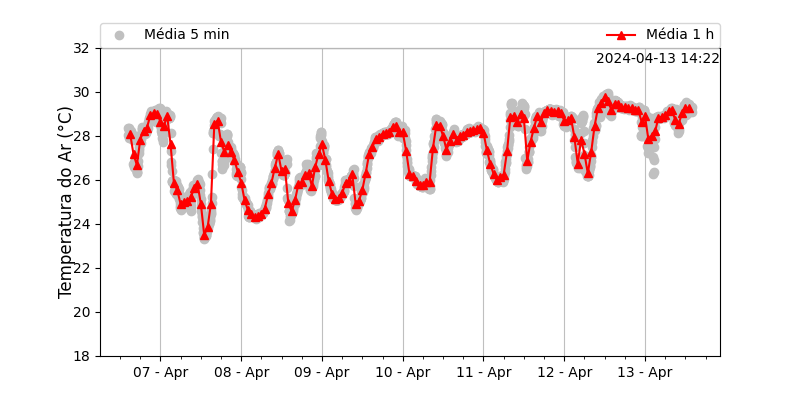 Média 5 min
Média 1 h
2024-04-13 14:22
Temperatura do Ar (°C)
32
30
28
26
24
22
20
18
07 - Apr
08 - Apr
09 - Apr
10 - Apr
11 - Apr
12 - Apr
13 - Apr